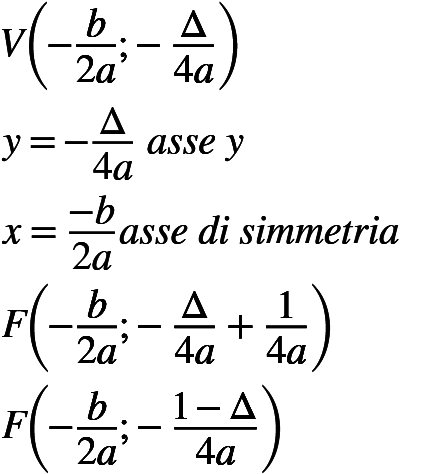 V(−b/2a; −Δ/4a)
y = −Δ/4a asse y
x = −b/2a asse di simmetria
F(−b/2a; −Δ/4a + 1/4a)
F(−b/2a; −1−Δ/4a)